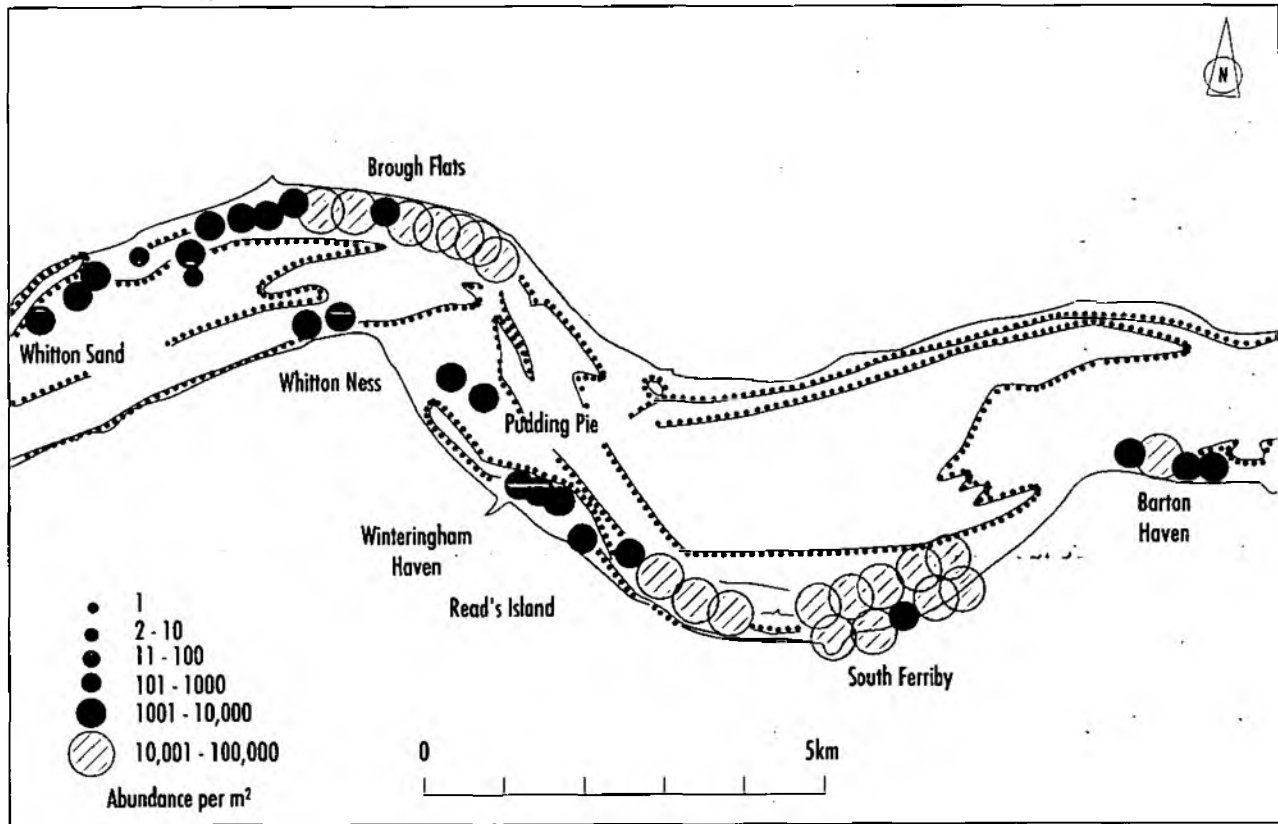 N
Brough Flats
Whitton Sand
Whitton Ness
Pudding Pie
Winteringham
Haven
Read's Island
South Ferriby
Barton
Haven
1
2 - 10
11 - 100
101 - 1000
1001 - 10,000
10,001 - 100,000
Abundance per m²
0
5km